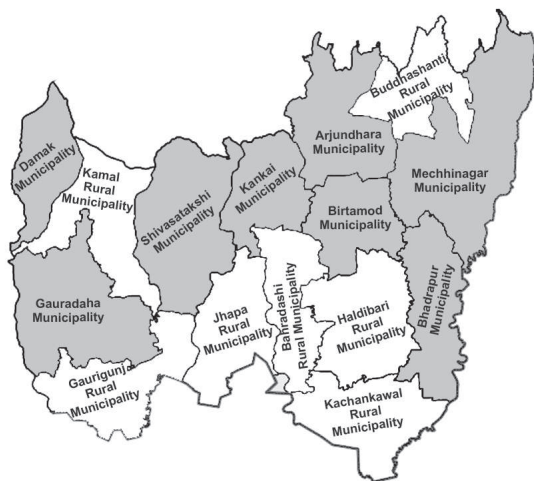 Buddhashanti
Rural
Municipality
Arjundhara
Municipality
Damak
Municipality
Kamal
Rural
Municipality
Shivasatakshi
Municipality
Kankai
Municipality
Mechhinagar
Municipality
Birtamod
Municipality
Gauradaha
Municipality
Jhapa
Rural
Municipality
Bahradashi
Rural Municipality
Haldibari
Rural
Municipality
Bhadrapur
Municipality
Gaurigunj
Rural
Municipality
Kachankawal
Rural
Municipality